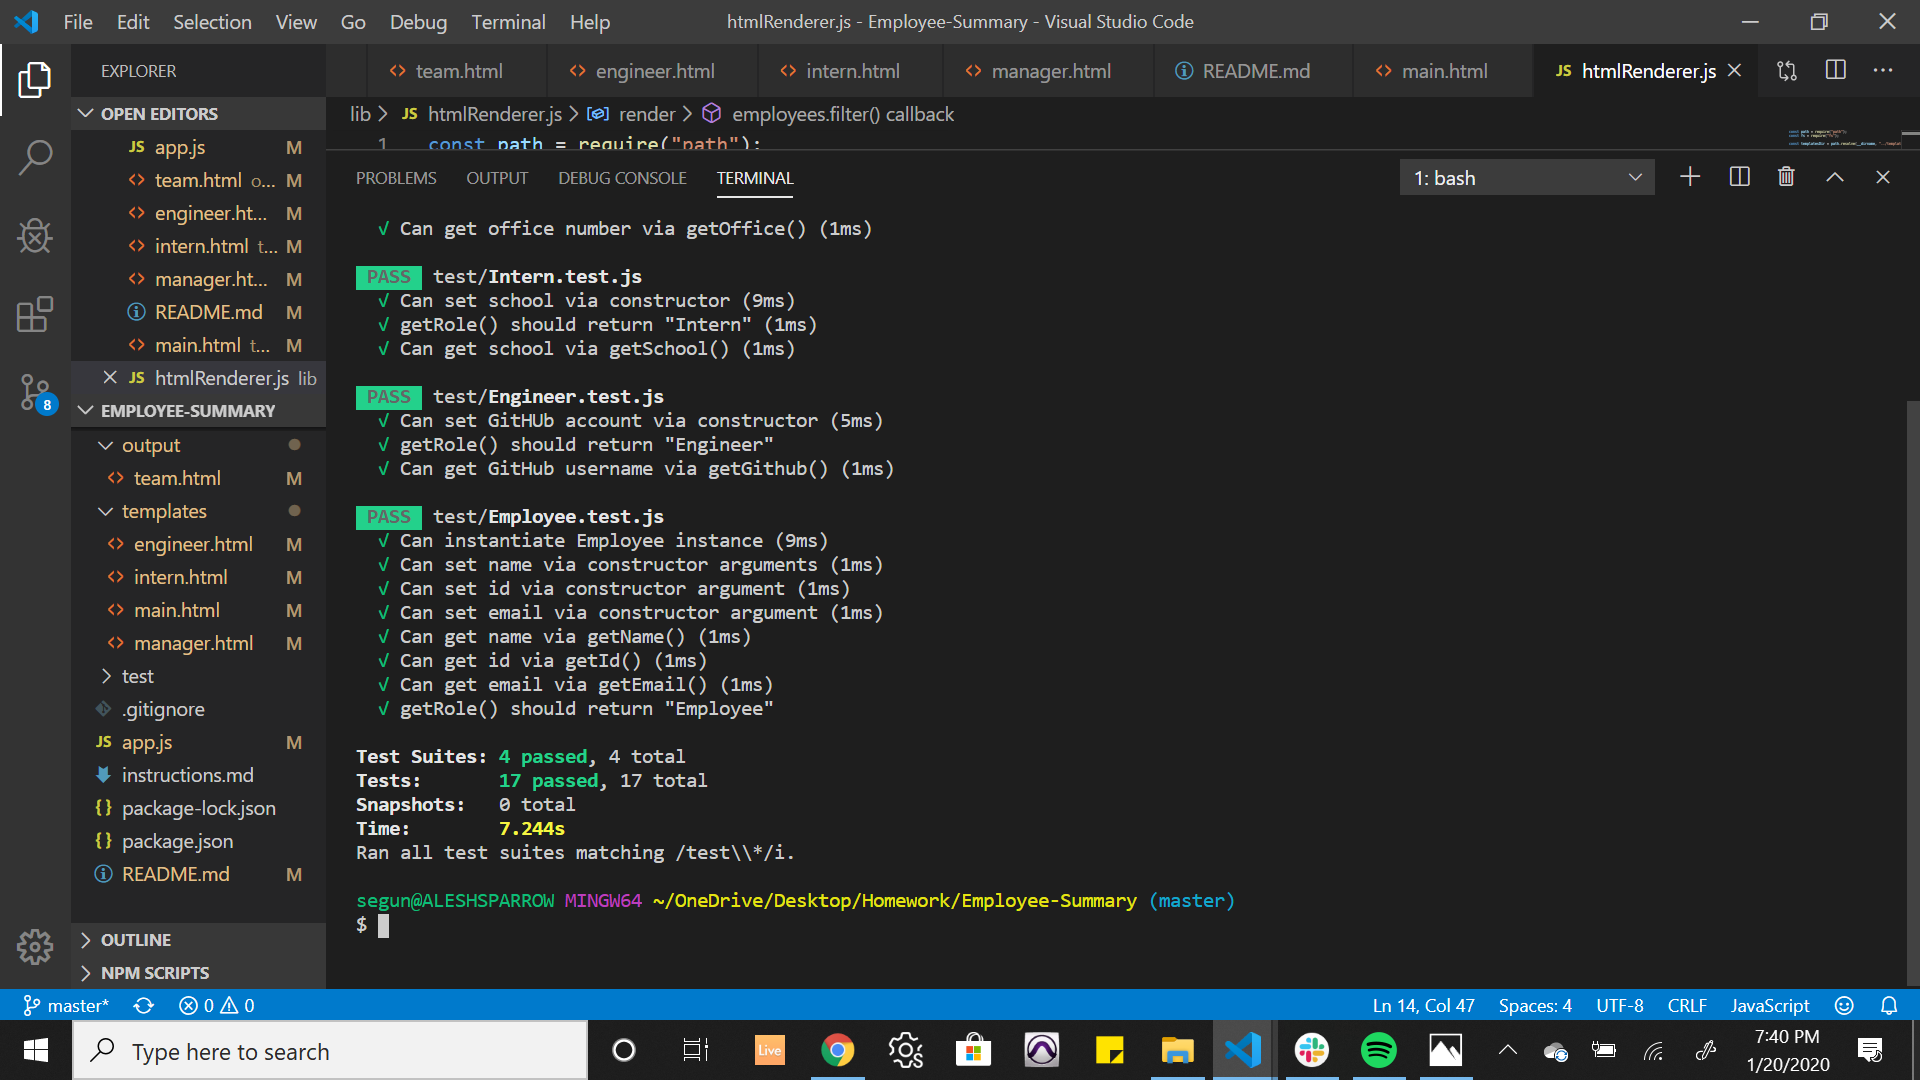 File Edit Selection View Go Debug Terminal Help
htmlRenderer.js - Employee-Summary - Visual Studio Code
EXPLORER
OPEN EDITORS
JS app.js M
team.html o... M
engineer.ht... M
intern.html t... M
manager.ht... M
README.md M
main.html t... M
JS htmlRenderer.js lib
8
EMPLOYEE-SUMMARY
output
team.html M
templates
engineer.html M
intern.html M
main.html M
manager.html M
test
.gitignore
JS app.js M
instructions.md
{} package-lock.json
{} package.json
README.md M
OUTLINE
NPM SCRIPTS
team.html engineer.html intern.html manager.html README.md main.html JS htmlRenderer.js
lib > JS htmlRenderer.js > render > employees.filter() callback
1 const path = require("path");
PROBLEMS OUTPUT DEBUG CONSOLE TERMINAL
1: bash
√ Can get office number via getOffice() (1ms)
PASS test/Intern.test.js
√ Can set school via constructor (9ms)
√ getRole() should return "Intern" (1ms)
√ Can get school via getSchool() (1ms)
PASS test/Engineer.test.js
√ Can set GitHUb account via constructor (5ms)
√ getRole() should return "Engineer"
√ Can get GitHub username via getGithub() (1ms)
PASS test/Employee.test.js
√ Can instantiate Employee instance (9ms)
√ Can set name via constructor arguments (1ms)
√ Can set id via constructor argument (1ms)
√ Can set email via constructor argument (1ms)
√ Can get name via getName() (1ms)
√ Can get id via getId() (1ms)
√ Can get email via getEmail() (1ms)
√ getRole() should return "Employee"
Test Suites: 4 passed, 4 total
Tests: 17 passed, 17 total
Snapshots: 0 total
Time: 7.244s
Ran all test suites matching /test\\*/i.
segun@ALESHSPARROW MINGW64 ~/OneDrive/Desktop/Homework/Employee-Summary (master)
$
master* 0 0
Ln 14, Col 47 Spaces: 4 UTF-8 CRLF JavaScript
Type here to search
Live
7:40 PM
1/20/2020